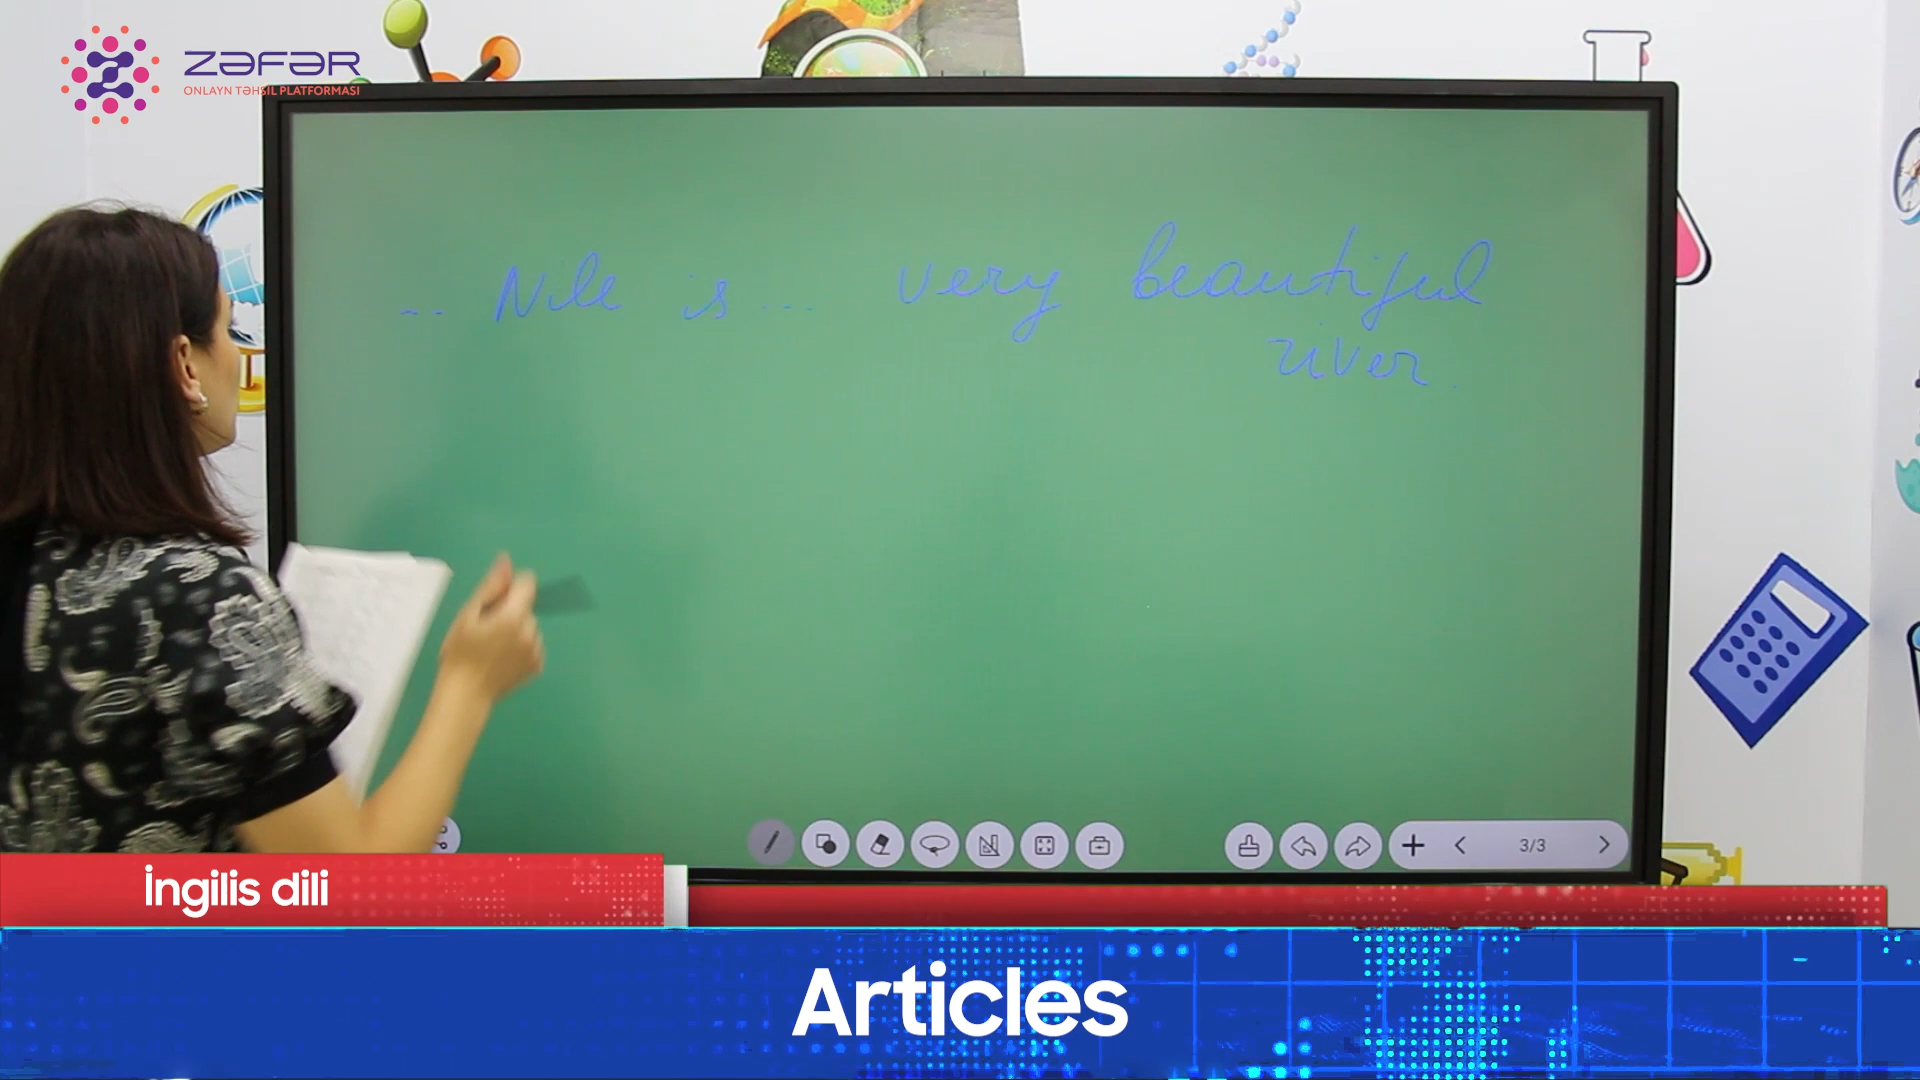 ZəFəR
ONLAYN TƏHSİL PLATFORMASI
-- Nile is ... very beautiful
river.
3/3
İngilis dili
Articles